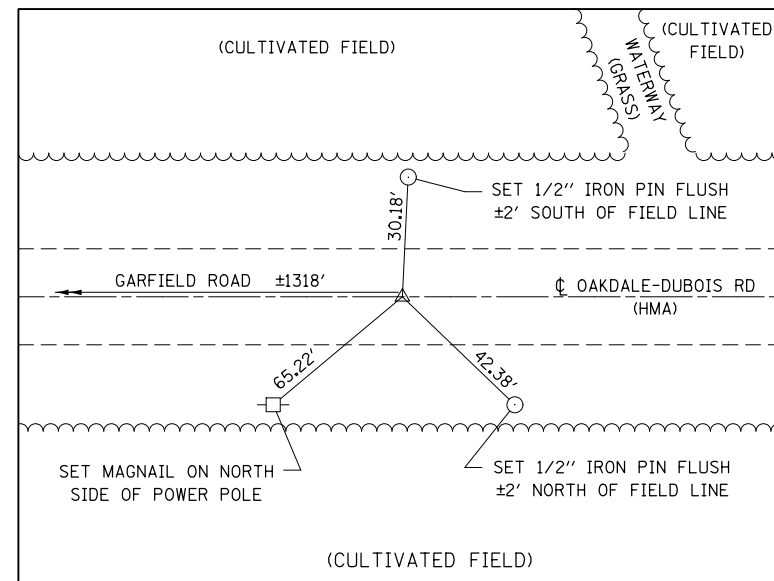 (CULTIVATED FIELD)
(CULTIVATED
FIELD)
WATERWAY
(GRASS)
SET 1/2'' IRON PIN FLUSH
±2' SOUTH OF FIELD LINE
30.18'
GARFIELD ROAD ±1318'
℄ OAKDALE-DUBOIS RD
(HMA)
65.22'
42.38'
SET MAGNAIL ON NORTH
SIDE OF POWER POLE
SET 1/2'' IRON PIN FLUSH
±2' NORTH OF FIELD LINE
(CULTIVATED FIELD)